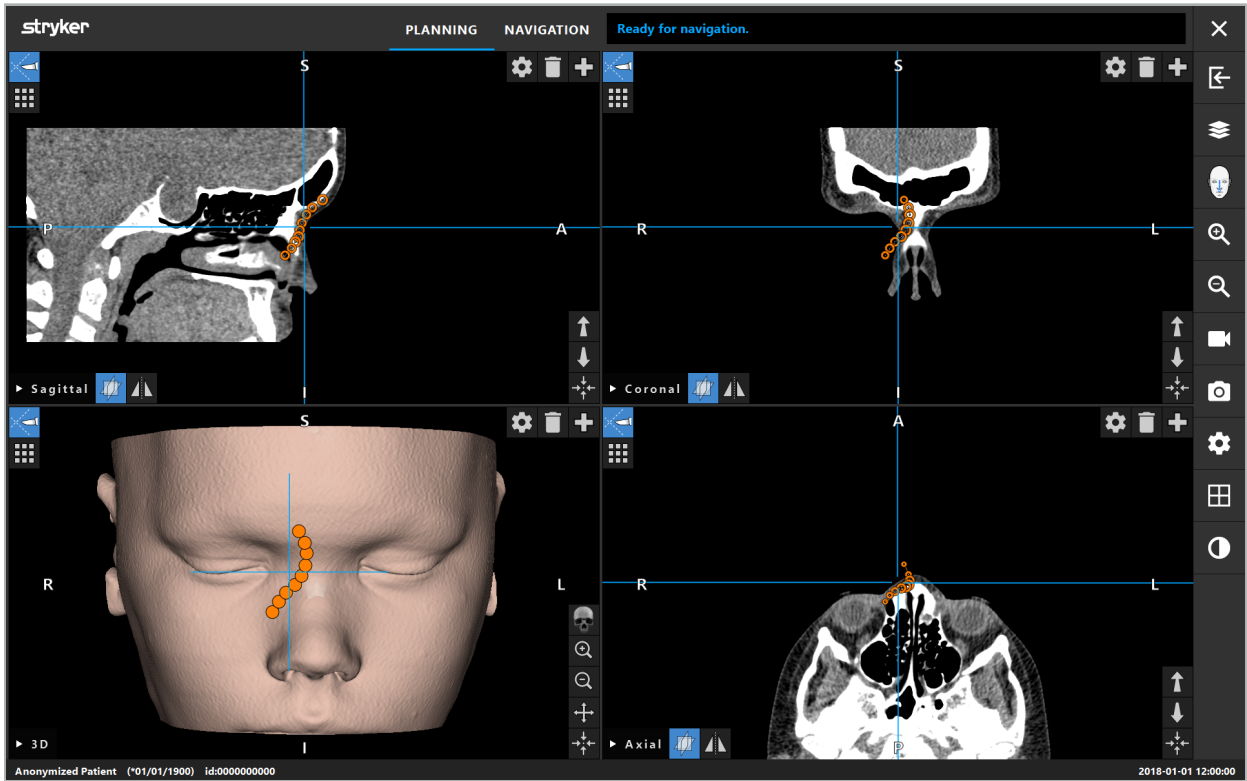 stryker
PLANNING
NAVIGATION
Ready for navigation.
S
P
A
I
Sagittal
S
R
L
I
Coronal
S
R
L
I
3D
A
R
L
P
Axial
Anonymized Patient (*01/01/1900) id:0000000000
2018-01-01 12:00:00